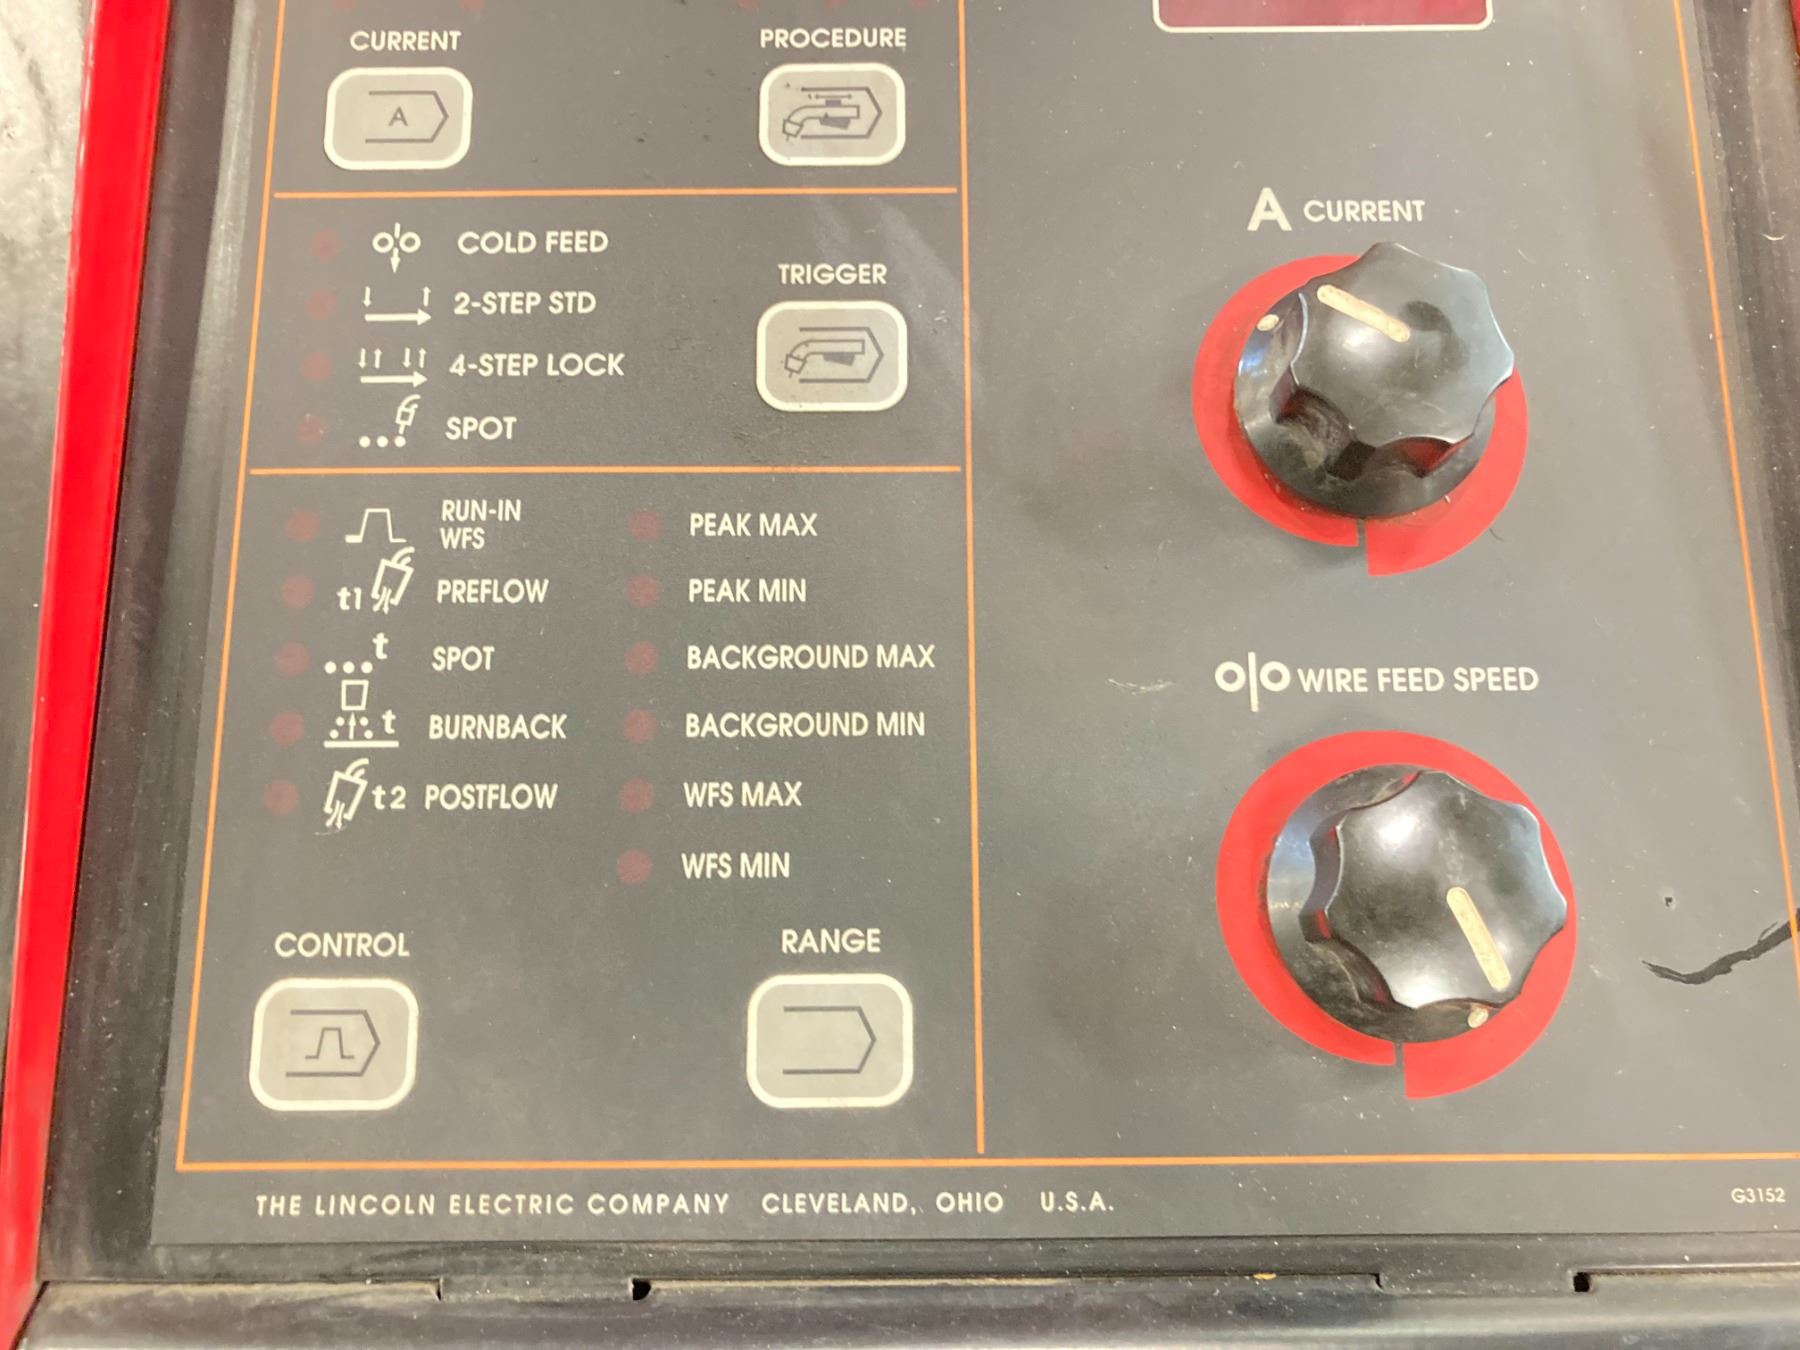 CURRENT
PROCEDURE
A
COLD FEED
2-STEP STD
4-STEP LOCK
SPOT
TRIGGER
RUN-IN
WFS
t1 PREFLOW
t SPOT
t BURNBACK
t2 POSTFLOW
PEAK MAX
PEAK MIN
BACKGROUND MAX
BACKGROUND MIN
WFS MAX
WFS MIN
CONTROL
RANGE
A CURRENT
WIRE FEED SPEED
THE LINCOLN ELECTRIC COMPANY CLEVELAND, OHIO U.S.A.
G3152